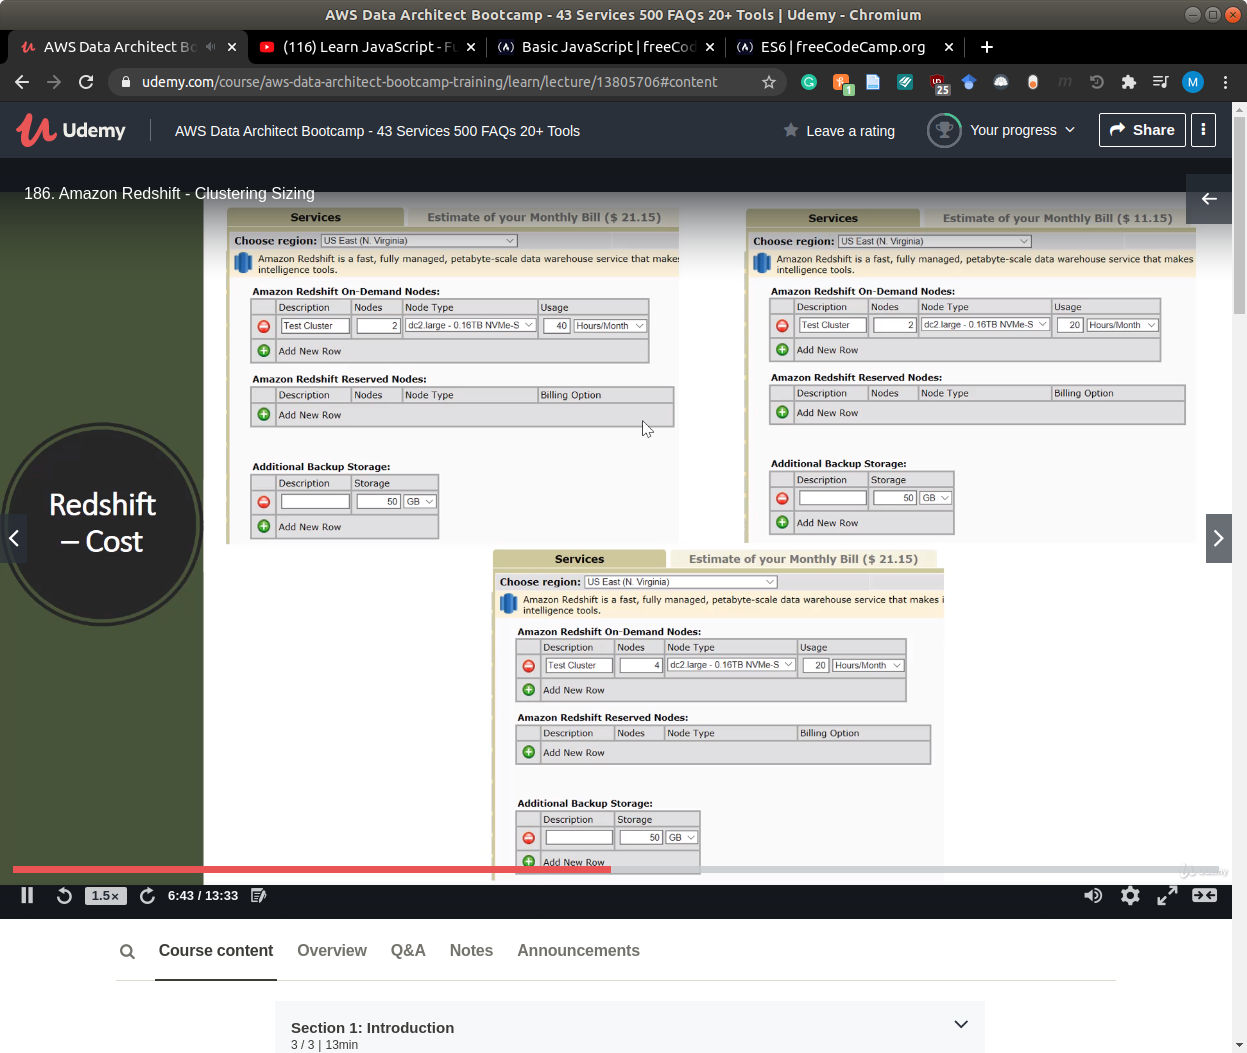 AWS Data Architect Bootcamp - 43 Services 500 FAQs 20+ Tools | Udemy - Chromium
AWS Data Architect Bo
(116) Learn JavaScript - Fu
Basic JavaScript | freeCod
ES6 | freeCodeCamp.org
udemy.com/course/aws-data-architect-bootcamp-training/learn/lecture/13805706#content
1
25
M
Udemy
AWS Data Architect Bootcamp - 43 Services 500 FAQs 20+ Tools
Leave a rating
Your progress
Share
186. Amazon Redshift - Clustering Sizing
Redshift
– Cost
Services
Estimate of your Monthly Bill ($ 21.15)
Choose region: US East (N. Virginia)
Amazon Redshift is a fast, fully managed, petabyte-scale data warehouse service that makes
intelligence tools.
Amazon Redshift On-Demand Nodes:
Description Nodes Node Type Usage
Test Cluster 2 dc2.large - 0.16TB NVMe-S 40 Hours/Month
Add New Row
Amazon Redshift Reserved Nodes:
Description Nodes Node Type Billing Option
Add New Row
Additional Backup Storage:
Description Storage
50 GB
Add New Row
Services
Estimate of your Monthly Bill ($ 11.15)
Choose region: US East (N. Virginia)
Amazon Redshift is a fast, fully managed, petabyte-scale data warehouse service that makes
intelligence tools.
Amazon Redshift On-Demand Nodes:
Description Nodes Node Type Usage
Test Cluster 2 dc2.large - 0.16TB NVMe-S 20 Hours/Month
Add New Row
Amazon Redshift Reserved Nodes:
Description Nodes Node Type Billing Option
Add New Row
Additional Backup Storage:
Description Storage
50 GB
Add New Row
Services
Estimate of your Monthly Bill ($ 21.15)
Choose region: US East (N. Virginia)
Amazon Redshift is a fast, fully managed, petabyte-scale data warehouse service that makes i
intelligence tools.
Amazon Redshift On-Demand Nodes:
Description Nodes Node Type Usage
Test Cluster 4 dc2.large - 0.16TB NVMe-S 20 Hours/Month
Add New Row
Amazon Redshift Reserved Nodes:
Description Nodes Node Type Billing Option
Add New Row
Additional Backup Storage:
Description Storage
50 GB
Add New Row
Udemy
1.5×
6:43 / 13:33
Course content
Overview
Q&A
Notes
Announcements
Section 1: Introduction
3 / 3 | 13min